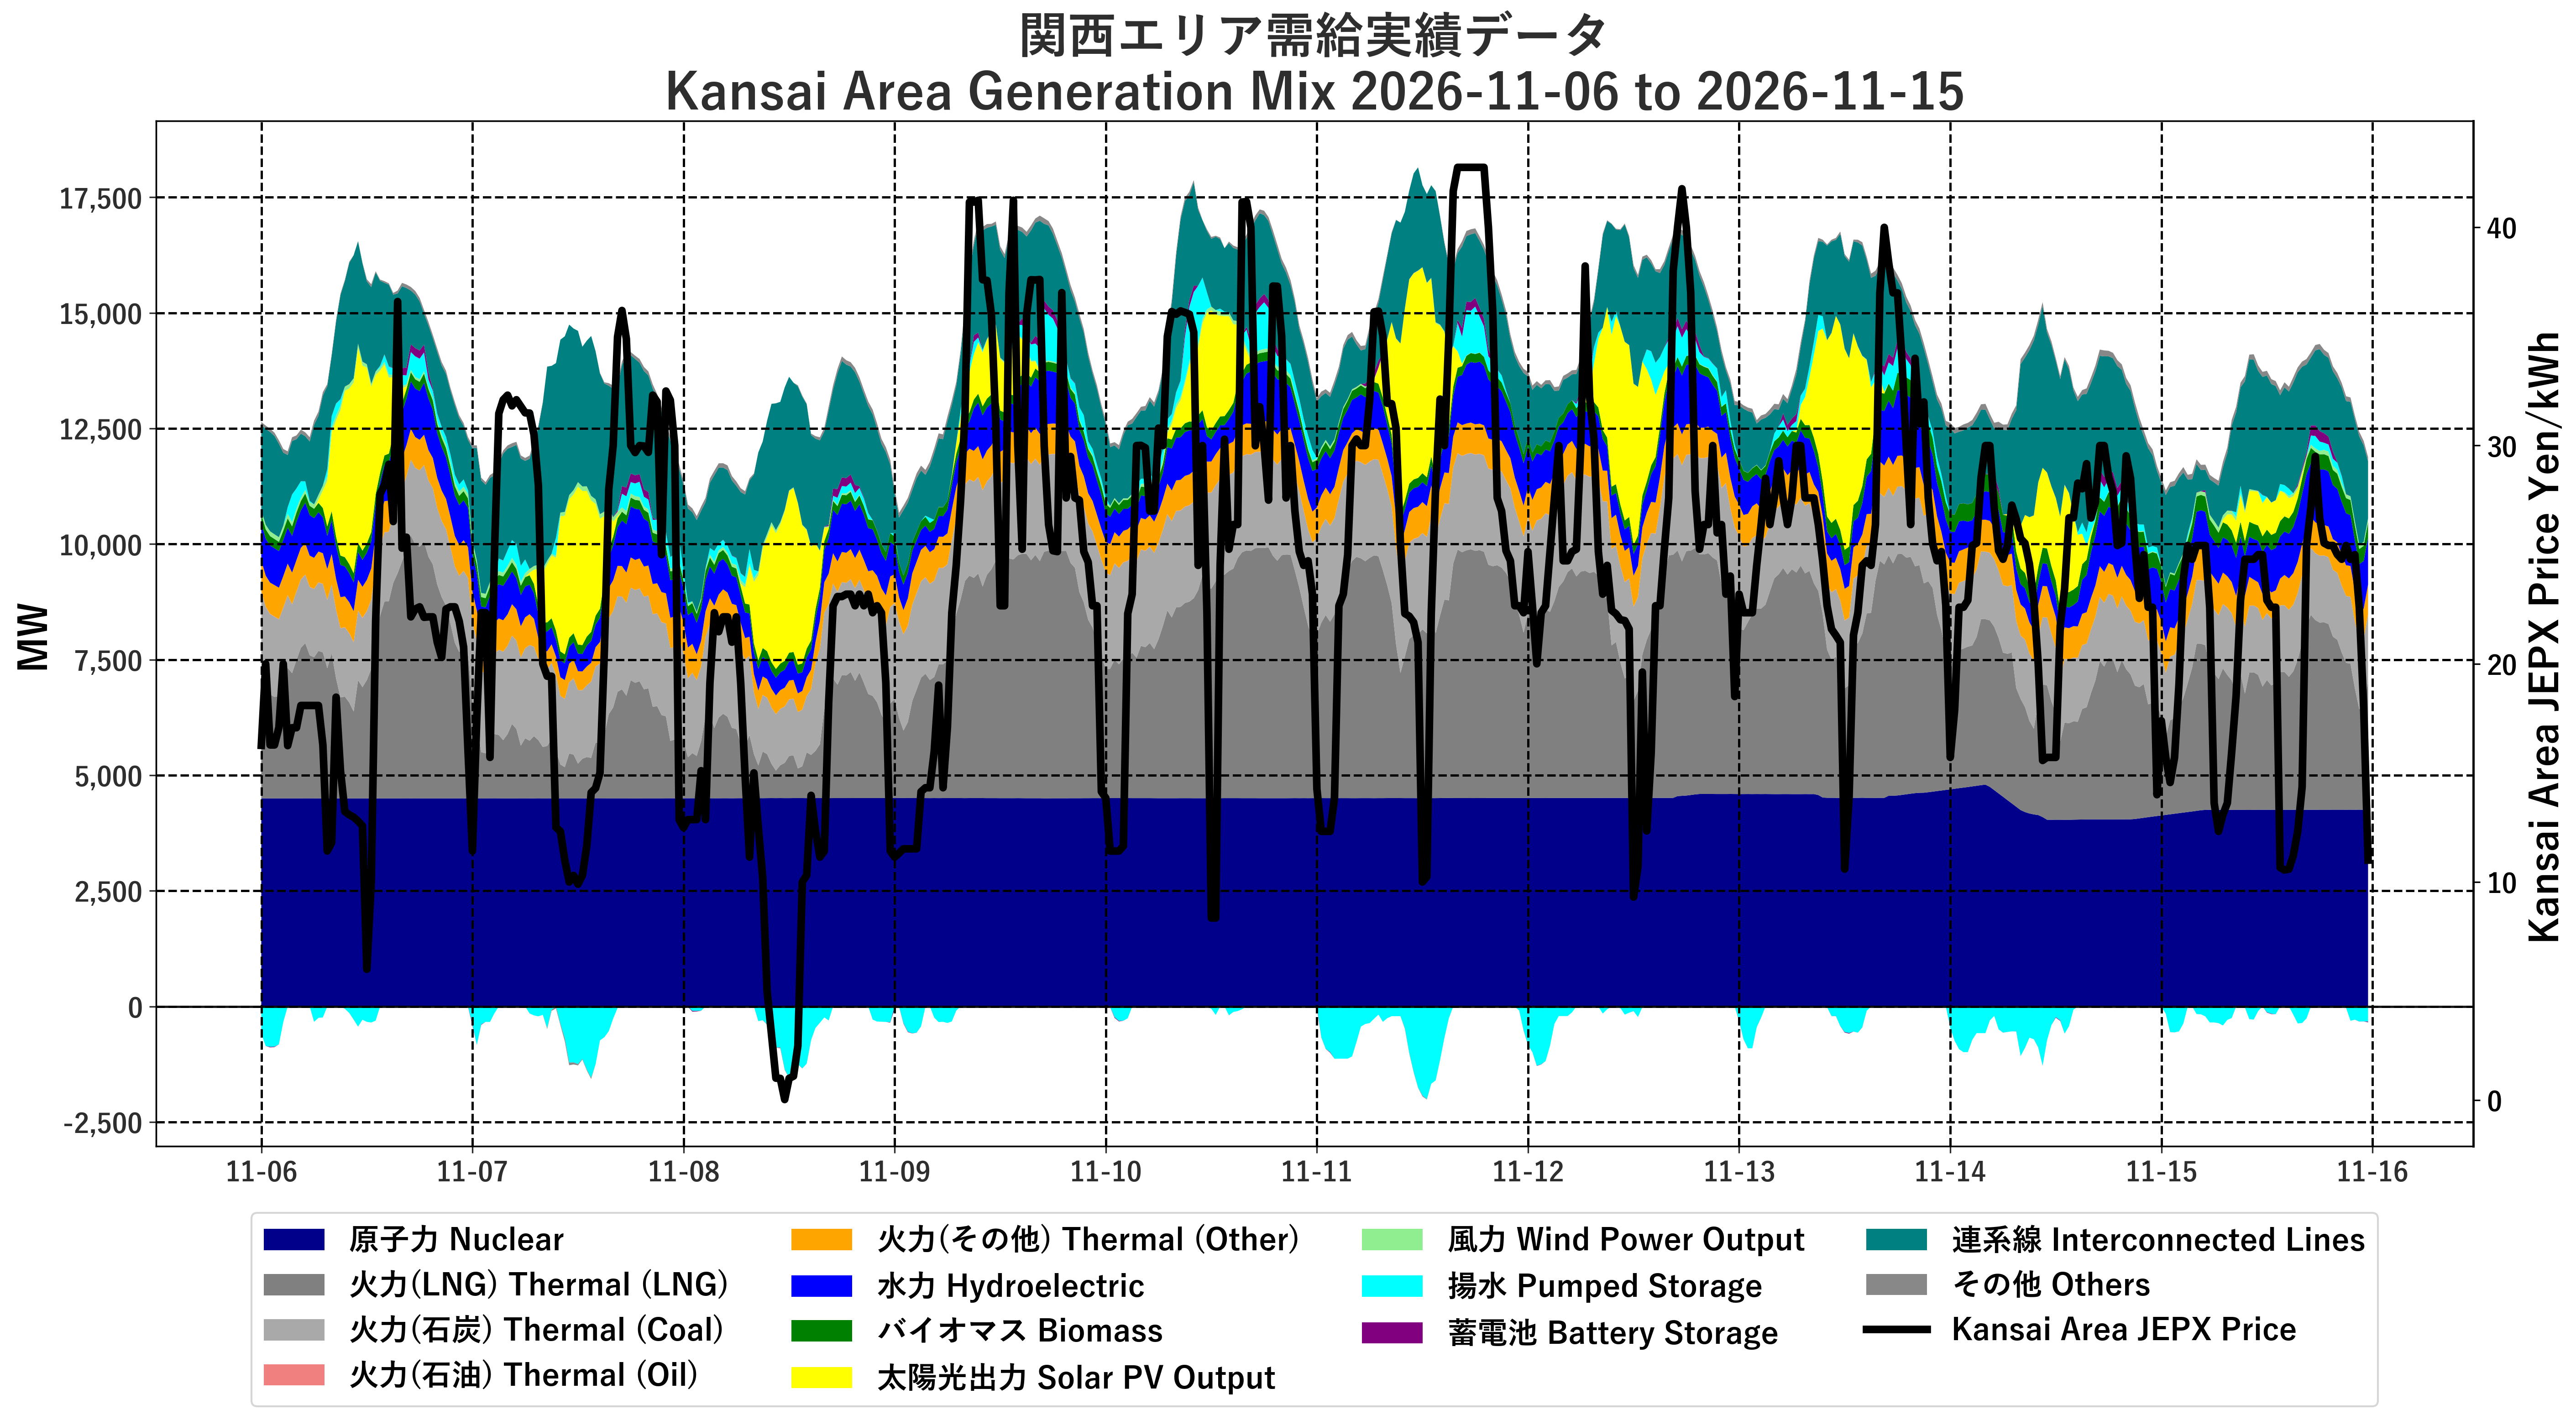 関西エリア需給実績データ
Kansai Area Generation Mix 2026-11-06 to 2026-11-15
MW
17,500
15,000
12,500
10,000
7,500
5,000
2,500
0
-2,500
40
30
20
10
0
Kansai Area JEPX Price Yen/kWh
11-06 11-07 11-08 11-09 11-10 11-11 11-12 11-13 11-14 11-15 11-16
原子力 Nuclear
火力(LNG) Thermal (LNG)
火力(石炭) Thermal (Coal)
火力(石油) Thermal (Oil)
火力(その他) Thermal (Other)
水力 Hydroelectric
バイオマス Biomass
太陽光出力 Solar PV Output
風力 Wind Power Output
揚水 Pumped Storage
蓄電池 Battery Storage
連系線 Interconnected Lines
その他 Others
Kansai Area JEPX Price